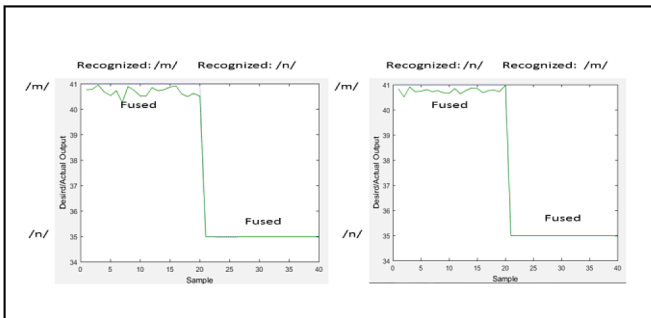 Recognized: /m/ Recognized: /n/
/m/
/n/
41
40
39
38
37
36
35
34
Desird/Actual Output
Fused
Fused
0 5 10 15 20 25 30 35 40
Sample
Recognized: /n/ Recognized: /m/
/m/
/n/
41
40
39
38
37
36
35
34
Desird/Actual Output
Fused
Fused
0 5 10 15 20 25 30 35 40
Sample